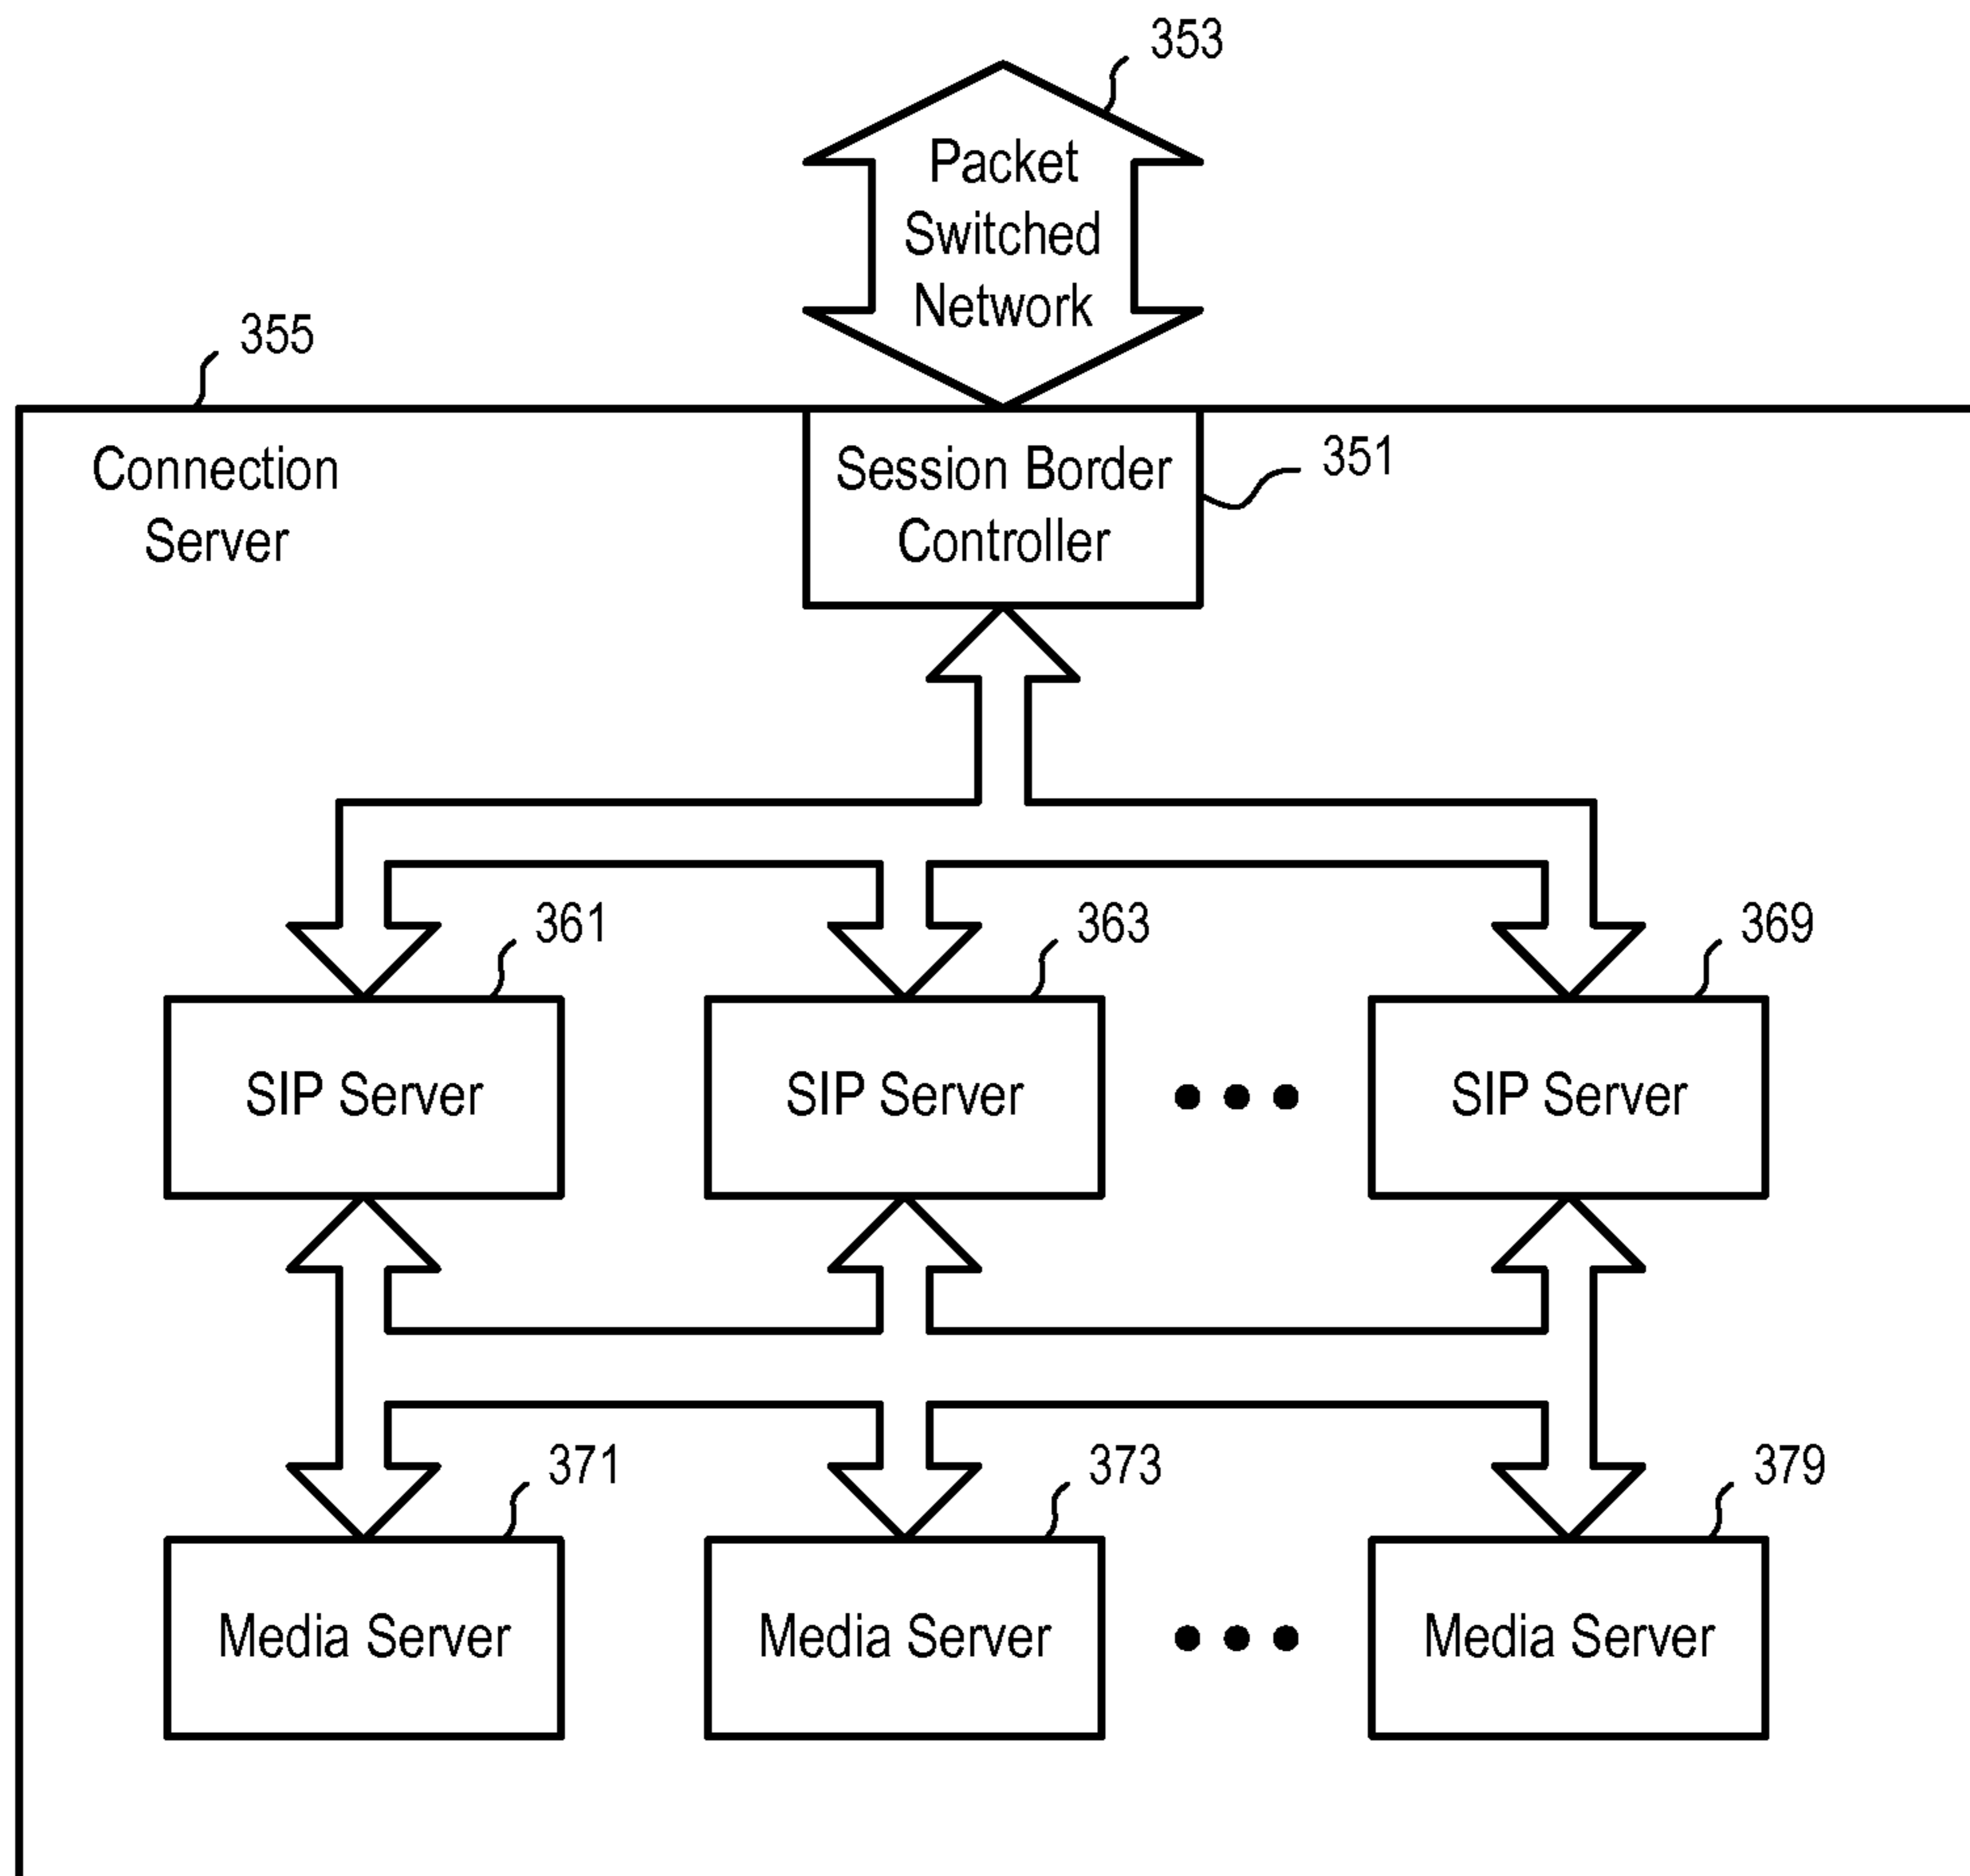 353
Packet
Switched
Network
355
Connection
Server
Session Border
Controller
351
361
363
369
SIP Server
SIP Server
SIP Server
371
373
379
Media Server
Media Server
Media Server